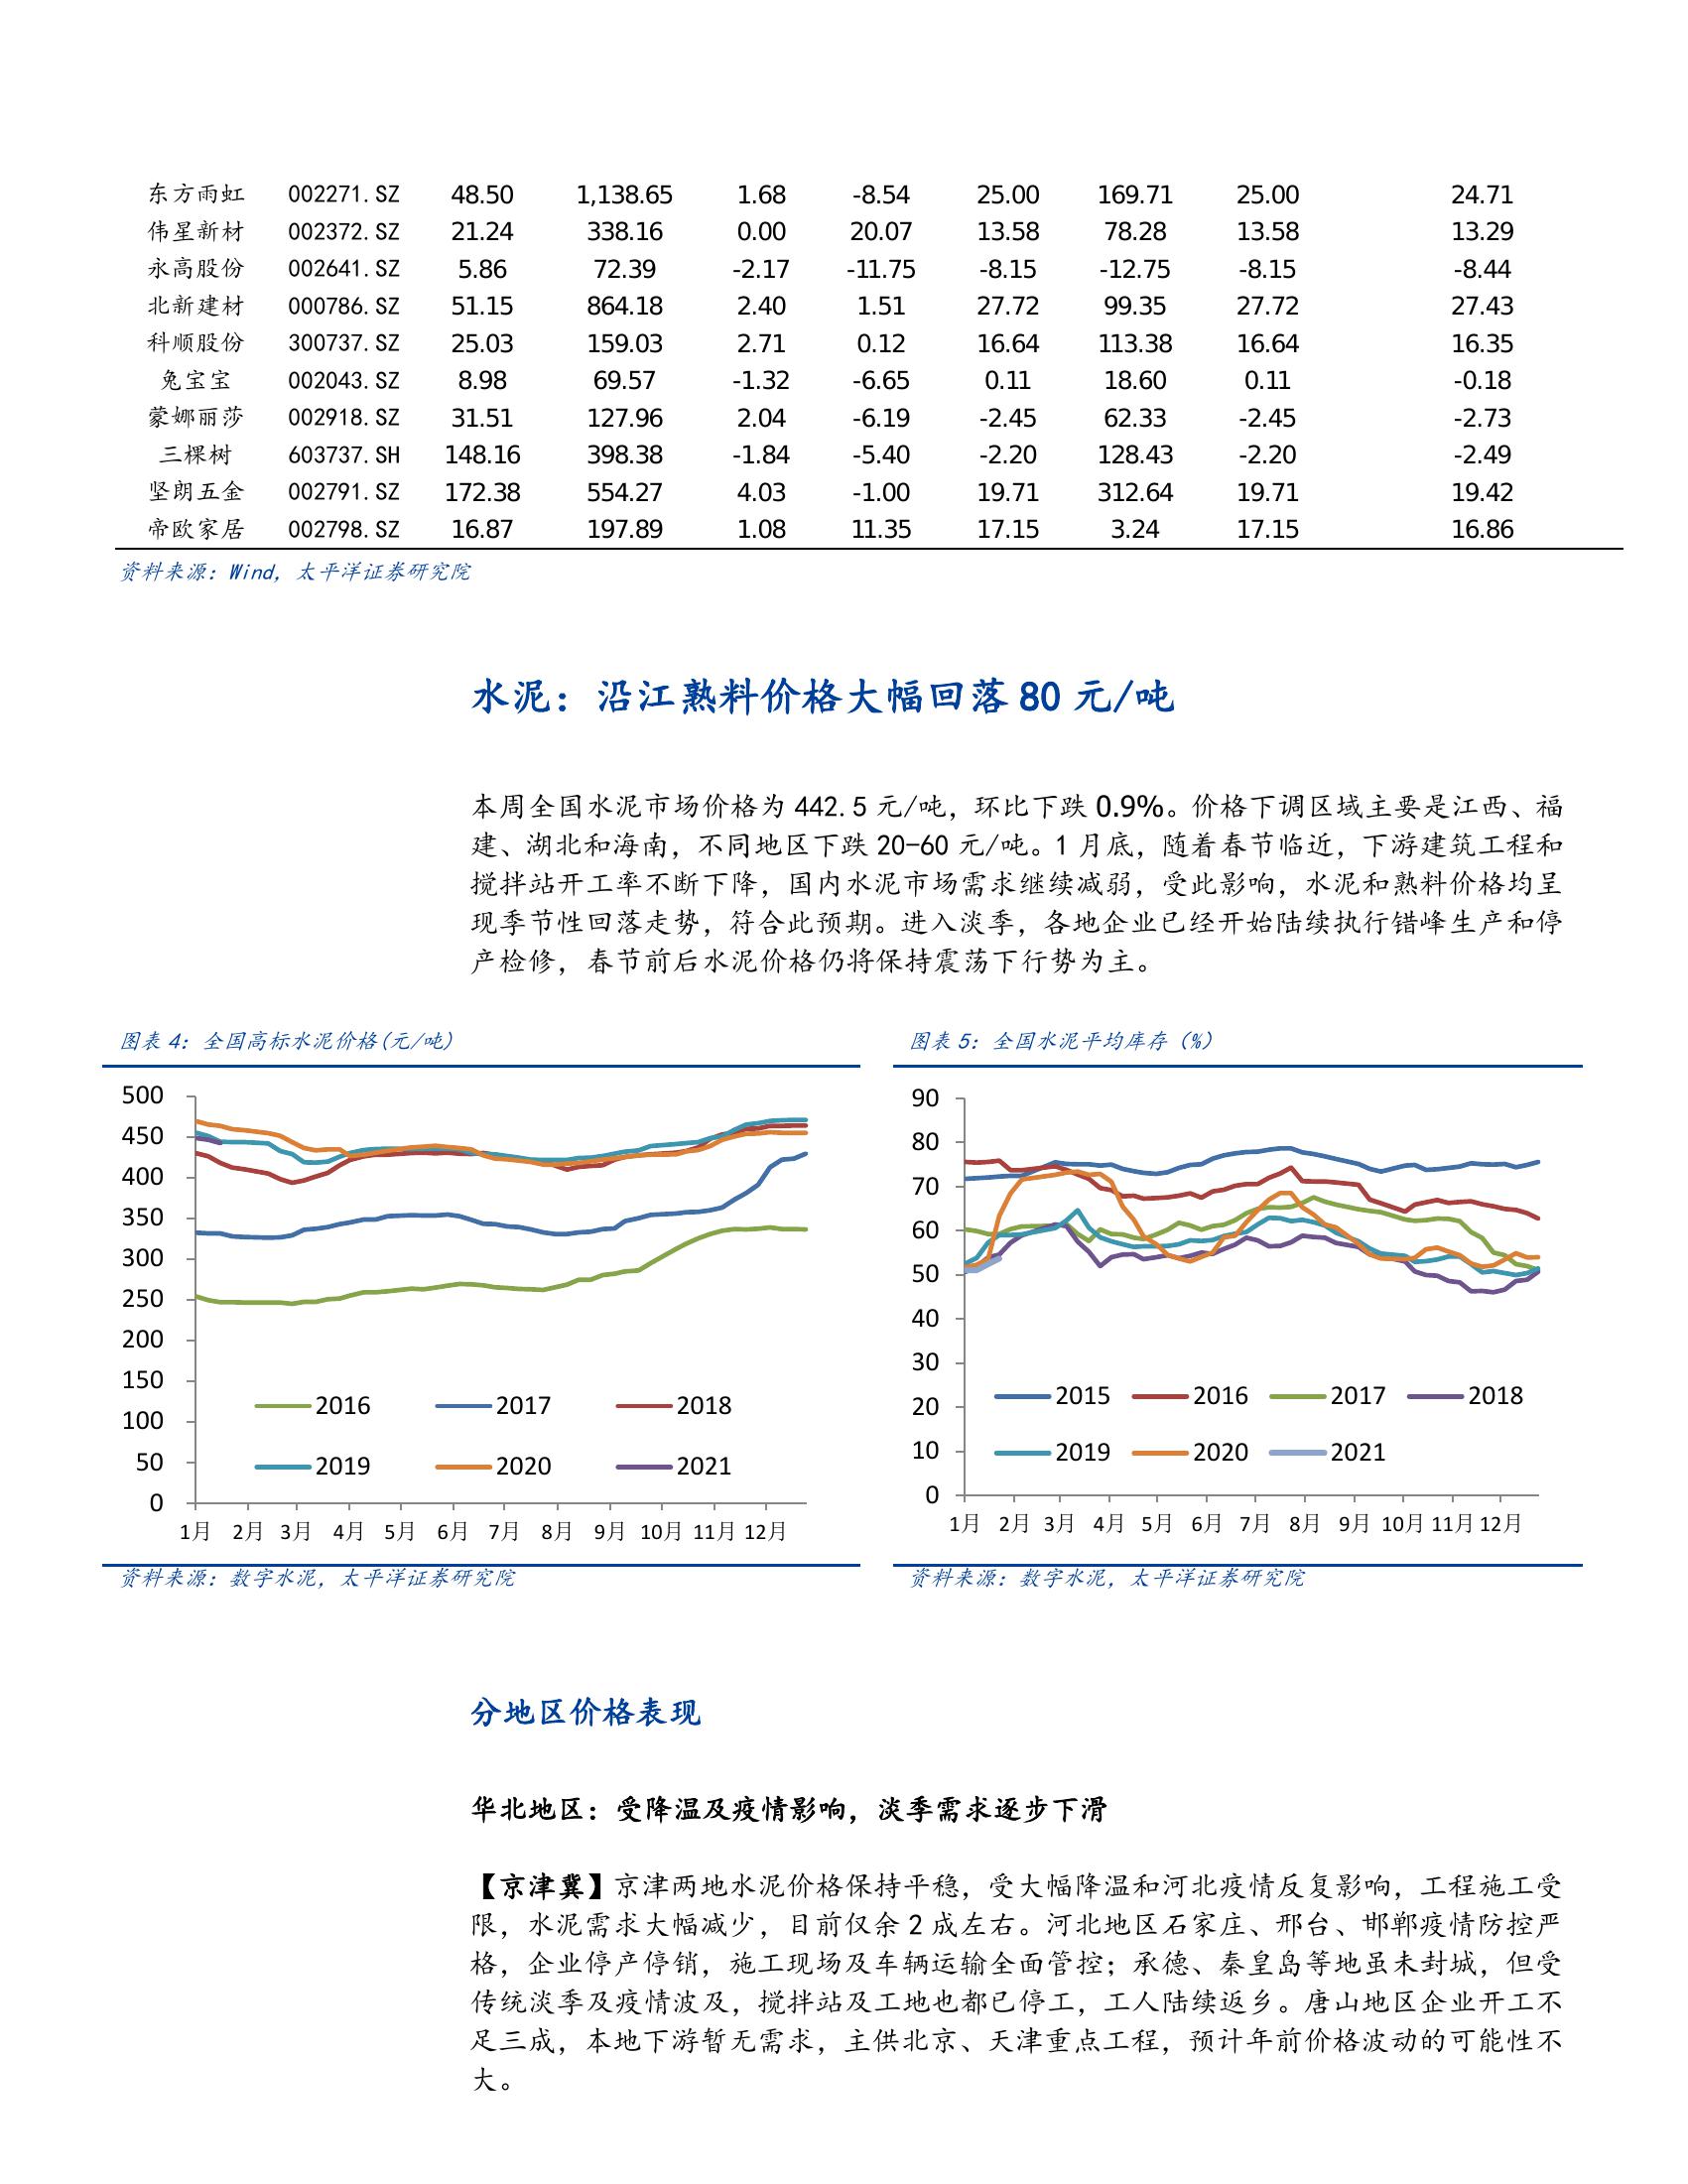 东方雨虹 002271.SZ 48.50 1,138.65 1.68 -8.54 25.00 169.71 25.00 24.71
伟星新材 002372.SZ 21.24 338.16 0.00 20.07 13.58 78.28 13.58 13.29
永高股份 002641.SZ 5.86 72.39 -2.17 -11.75 -8.15 -12.75 -8.15 -8.44
北新建材 000786.SZ 51.15 864.18 2.40 1.51 27.72 99.35 27.72 27.43
科顺股份 300737.SZ 25.03 159.03 2.71 0.12 16.64 113.38 16.64 16.35
兔宝宝 002043.SZ 8.98 69.57 -1.32 -6.65 0.11 18.60 0.11 -0.18
蒙娜丽莎 002918.SZ 31.51 127.96 2.04 -6.19 -2.45 62.33 -2.45 -2.73
三棵树 603737.SH 148.16 398.38 -1.84 -5.40 -2.20 128.43 -2.20 -2.49
坚朗五金 002791.SZ 172.38 554.27 4.03 -1.00 19.71 312.64 19.71 19.42
帝欧家居 002798.SZ 16.87 197.89 1.08 11.35 17.15 3.24 17.15 16.86
资料来源：Wind，太平洋证券研究院
水泥：沿江熟料价格大幅回落 80 元/吨
本周全国水泥市场价格为 442.5 元/吨，环比下跌 0.9%。价格下调区域主要是江西、福
建、湖北和海南，不同地区下跌 20-60 元/吨。1 月底，随着春节临近，下游建筑工程和
搅拌站开工率不断下降，国内水泥市场需求继续减弱，受此影响，水泥和熟料价格均呈
现季节性回落走势，符合此预期。进入淡季，各地企业已经开始陆续执行错峰生产和停
产检修，春节前后水泥价格仍将保持震荡下行势为主。
图表 4：全国高标水泥价格(元/吨)
500
450
400
350
300
250
200
150
100
50
0
2016 2017 2018
2019 2020 2021
1月 2月 3月 4月 5月 6月 7月 8月 9月 10月 11月 12月
资料来源：数字水泥，太平洋证券研究院
图表 5：全国水泥平均库存 (%)
90
80
70
60
50
40
30
20
10
0
2015 2016 2017 2018
2019 2020 2021
1月 2月 3月 4月 5月 6月 7月 8月 9月 10月 11月 12月
资料来源：数字水泥，太平洋证券研究院
分地区价格表现
华北地区：受降温及疫情影响，淡季需求逐步下滑
【京津冀】京津两地水泥价格保持平稳，受大幅降温和河北疫情反复影响，工程施工受
限，水泥需求大幅减少，目前仅余 2 成左右。河北地区石家庄、邢台、邯郸疫情防控严
格，企业停产停销，施工现场及车辆运输全面管控；承德、秦皇岛等地虽未封城，但受
传统淡季及疫情波及，搅拌站及工地也都已停工，工人陆续返乡。唐山地区企业开工不
足三成，本地下游暂无需求，主供北京、天津重点工程，预计年前价格波动的可能性不
大。